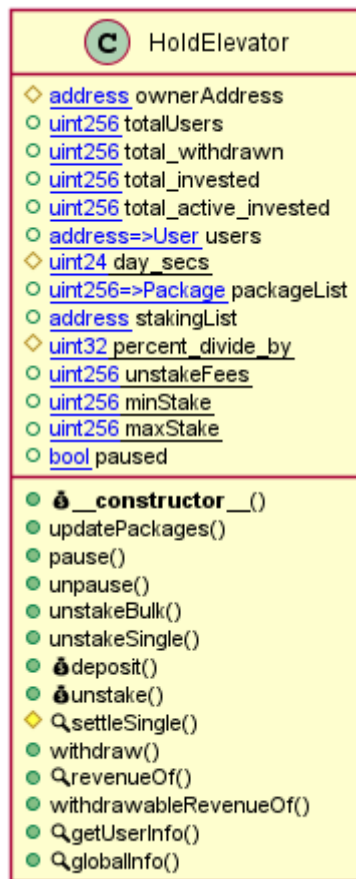 C HoldElevator
address ownerAddress
uint256 totalUsers
uint256 total_withdrawn
uint256 total_invested
uint256 total_active_invested
address=>User users
uint24 day_secs
uint256=>Package packageList
address stakingList
uint32 percent_divide_by
uint256 unstakeFees
uint256 minStake
uint256 maxStake
bool paused
__constructor__()
updatePackages()
pause()
unpause()
unstakeBulk()
unstakeSingle()
deposit()
unstake()
settleSingle()
withdraw()
revenueOf()
withdrawableRevenueOf()
getUserInfo()
globalInfo()